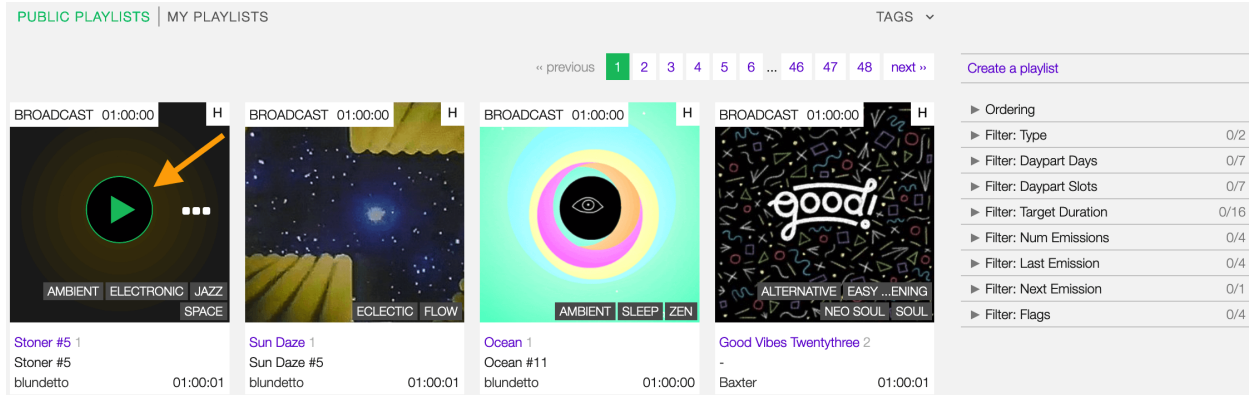 PUBLIC PLAYLISTS MY PLAYLISTS TAGS
‹‹ previous 1 2 3 4 5 6 ... 46 47 48 next ››
Create a playlist
BROADCAST 01:00:00 H
AMBIENT ELECTRONIC JAZZ
SPACE
Stoner #5 1
Stoner #5
blundetto 01:00:01
BROADCAST 01:00:00 H
ECLECTIC FLOW
Sun Daze 1
Sun Daze #5
blundetto 01:00:01
BROADCAST 01:00:00 H
AMBIENT SLEEP ZEN
Ocean 1
Ocean #11
blundetto 01:00:00
BROADCAST 01:00:00 H
good!
ALTERNATIVE EASY ...ENING
NEO SOUL SOUL
Good Vibes Twentythree 2
-
Baxter 01:00:01
Ordering
Filter: Type 0/2
Filter: Daypart Days 0/7
Filter: Daypart Slots 0/7
Filter: Target Duration 0/16
Filter: Num Emissions 0/4
Filter: Last Emission 0/4
Filter: Next Emission 0/1
Filter: Flags 0/4